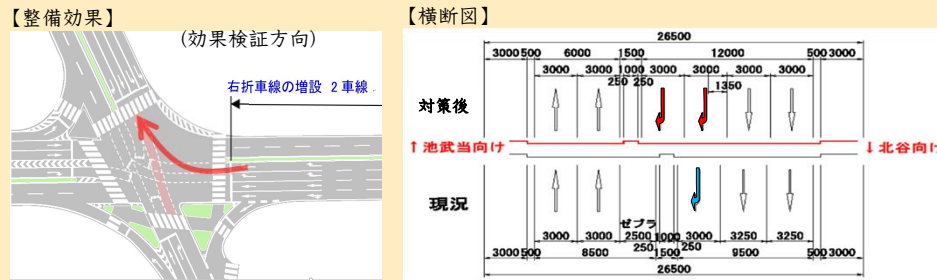 【整備効果】
(効果検証方向)
右折車線の増設 2車線
【横断図】
26500
3000 500 6000 1500 12000 500 3000
3000 3000 1000 3000 3000 3000 3000
250 250 1350
対策後
↑池武当向け ↓北谷向け
現況
ゼブラ
3000 3000 2500 1000 3000 3250 3250
250 250
3000 500 8500 1500 9500 500 3000
26500